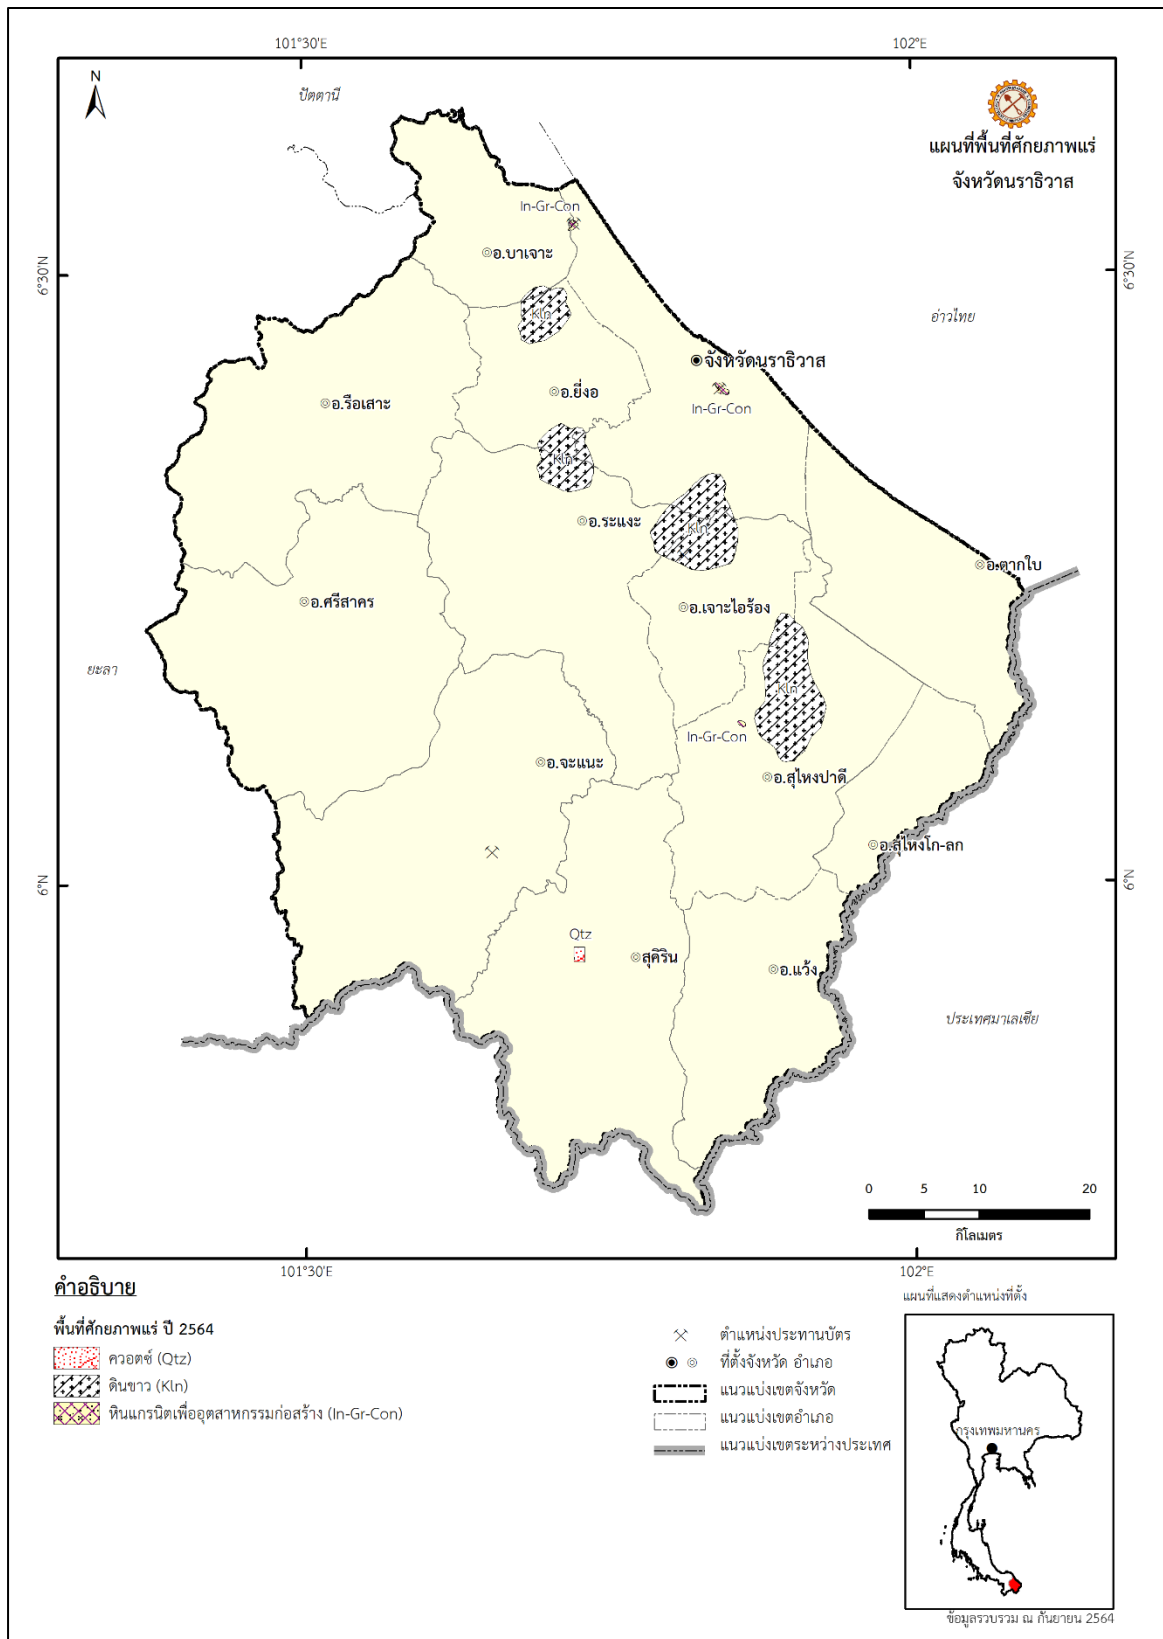 101°30'E
102°E
N
ปัตตานี
แผนที่พื้นที่ศักยภาพแร่
จังหวัดนราธิวาส
In-Gr-Con
อ.บาเจาะ
6°30'N
6°30'N
Kln
อ่าวไทย
จังหวัดนราธิวาส
อ.ยี่งอ
อ.รือเสาะ
In-Gr-Con
Kln
อ.ระแงะ
Kln
อ.ตากใบ
อ.ศรีสาคร
อ.เจาะไอร้อง
ยะลา
Kln
In-Gr-Con
อ.จะแนะ
อ.สุไหงปาดี
อ.สุไหงโก-ลก
6°N
6°N
Qtz
สุคิริน
อ.แว้ง
ประเทศมาเลเซีย
0 5 10 20
กิโลเมตร
101°30'E
102°E
คำอธิบาย
พื้นที่ศักยภาพแร่ ปี 2564
ควอตซ์ (Qtz)
ดินขาว (Kln)
หินแกรนิตเพื่ออุตสาหกรรมก่อสร้าง (In-Gr-Con)
ตำแหน่งประทานบัตร
ที่ตั้งจังหวัด อำเภอ
แนวแบ่งเขตจังหวัด
แนวแบ่งเขตอำเภอ
แนวแบ่งเขตระหว่างประเทศ
แผนที่แสดงตำแหน่งที่ตั้ง
กรุงเทพมหานคร
ข้อมูลรวบรวม ณ กันยายน 2564